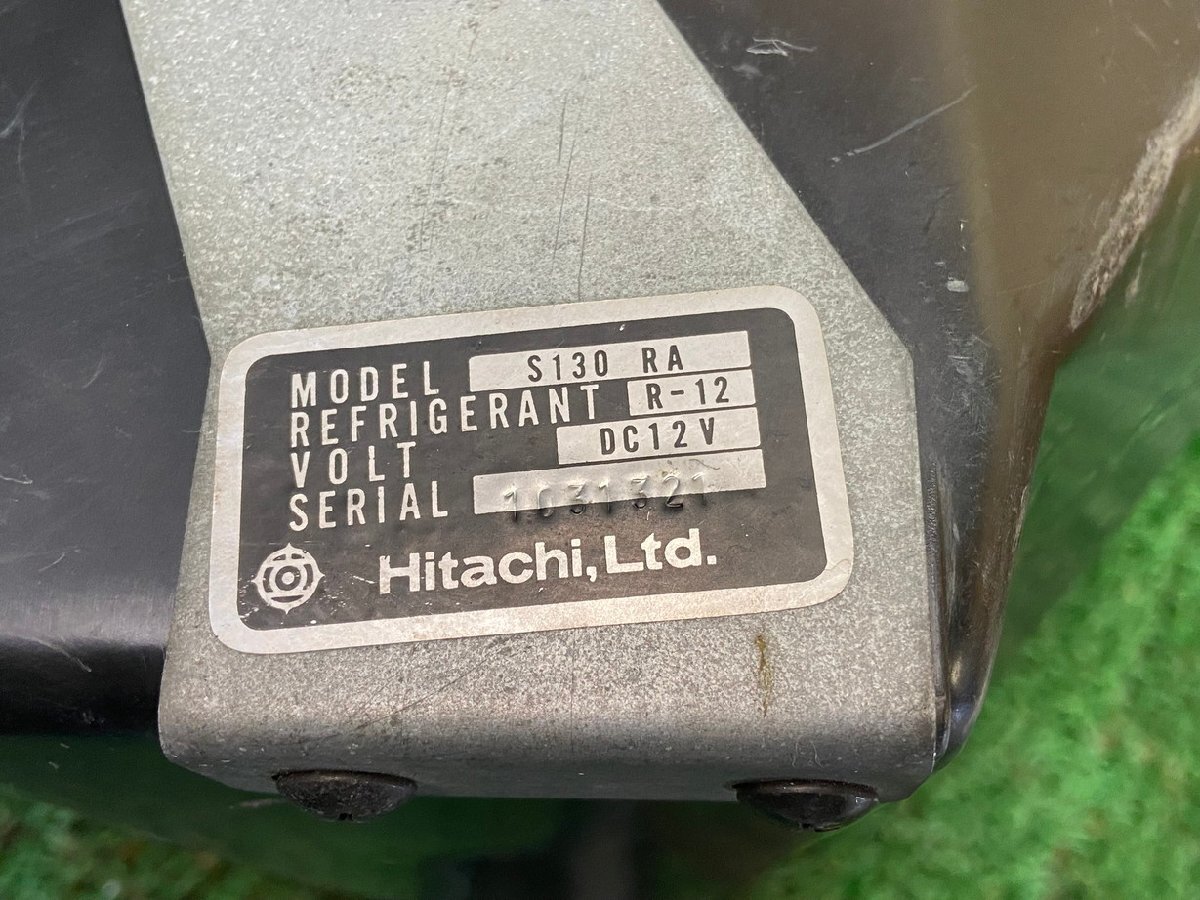 MODEL S130 RA
REFRIGERANT R-12
VOLT DC12V
SERIAL 1031321
Hitachi, Ltd.